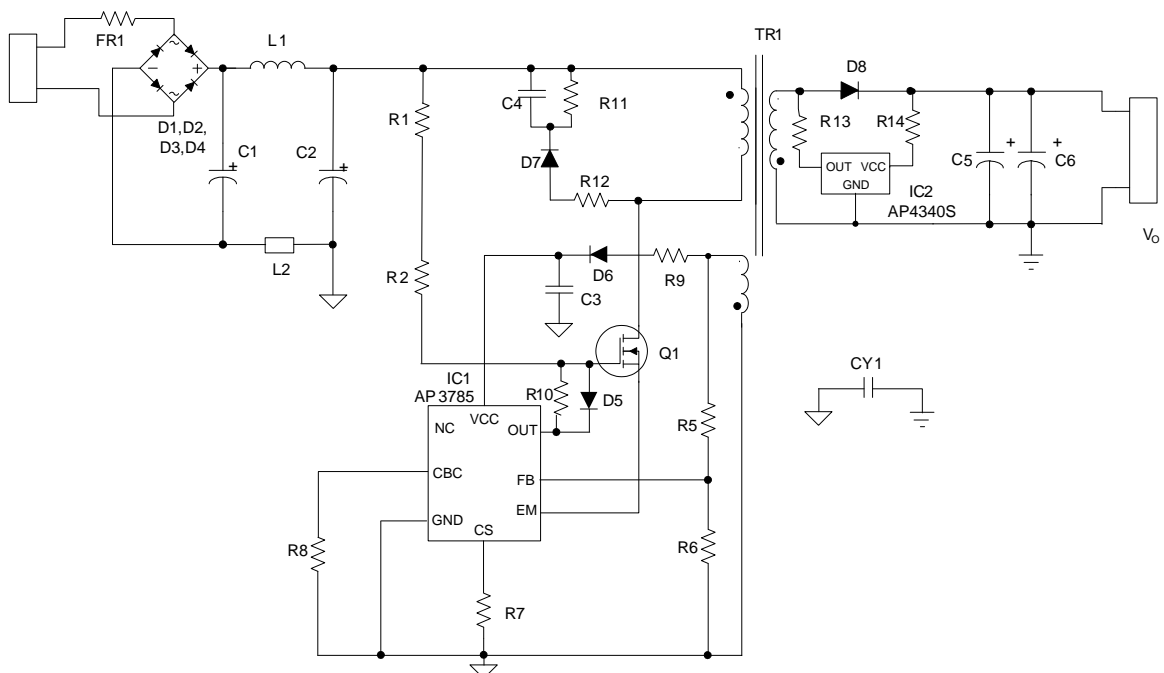 TR1
FR1
L1
D8
C4
R11
R13
R14
R1
D1,D2,
D3,D4
C1
C2
D7
OUT VCC
GND
C5
C6
R12
IC2
AP4340S
VO
L2
R2
D6
R9
C3
Q1
IC1
AP3785
R10
D5
CY1
VCC
NC
OUT
R5
CBC
FB
GND
EM
CS
R8
R6
R7